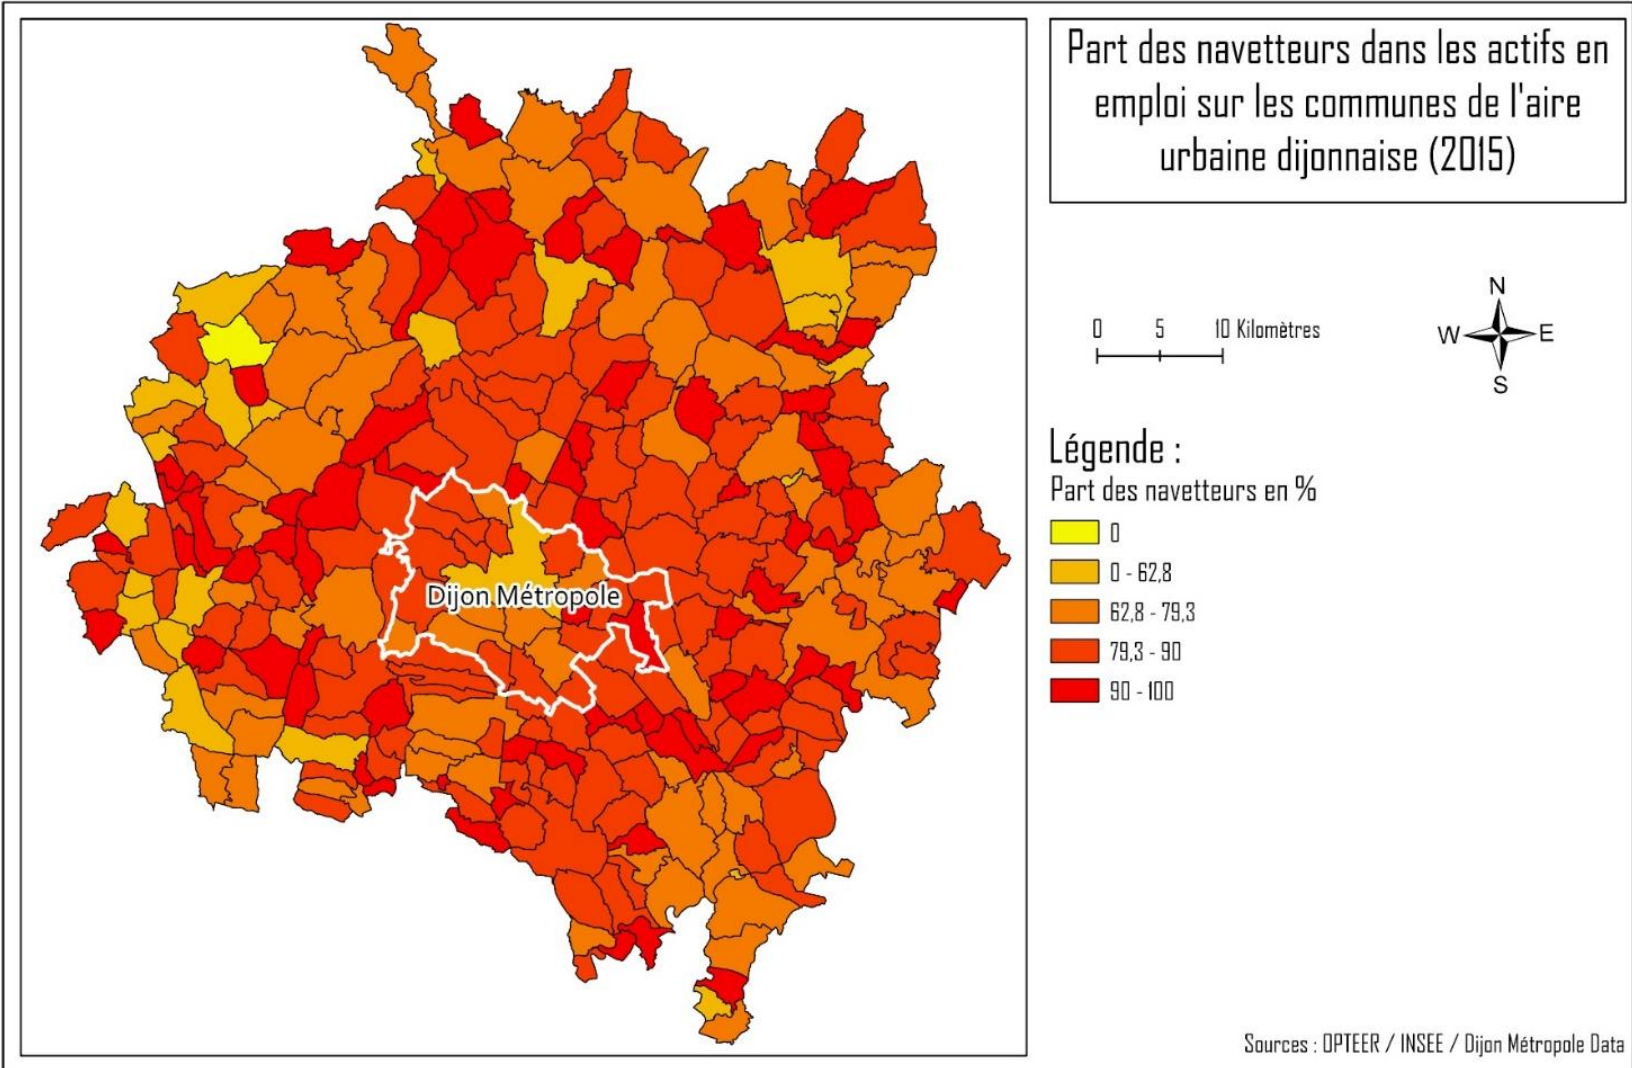 Part des navetteurs dans les actifs en
emploi sur les communes de l'aire
urbaine dijonnaise (2015)
N
W E
S
0 5 10 Kilomètres
Légende :
Part des navetteurs en %
0
0 - 62,8
62,8 - 79,3
79,3 - 90
90 - 100
Dijon Métropole
Sources : OPTEER / INSEE / Dijon Métropole Data